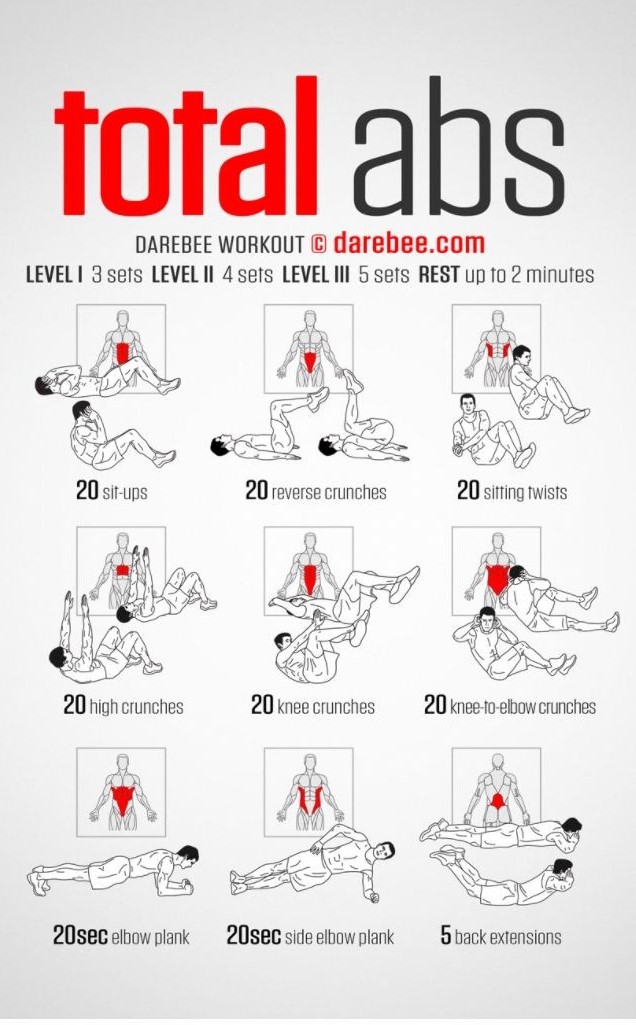 total abs
DAREBEE WORKOUT © darebee.com
LEVEL I 3 sets LEVEL II 4 sets LEVEL III 5 sets REST up to 2 minutes
20 sit-ups
20 reverse crunches
20 sitting twists
20 high crunches
20 knee crunches
20 knee-to-elbow crunches
20sec elbow plank
20sec side elbow plank
5 back extensions